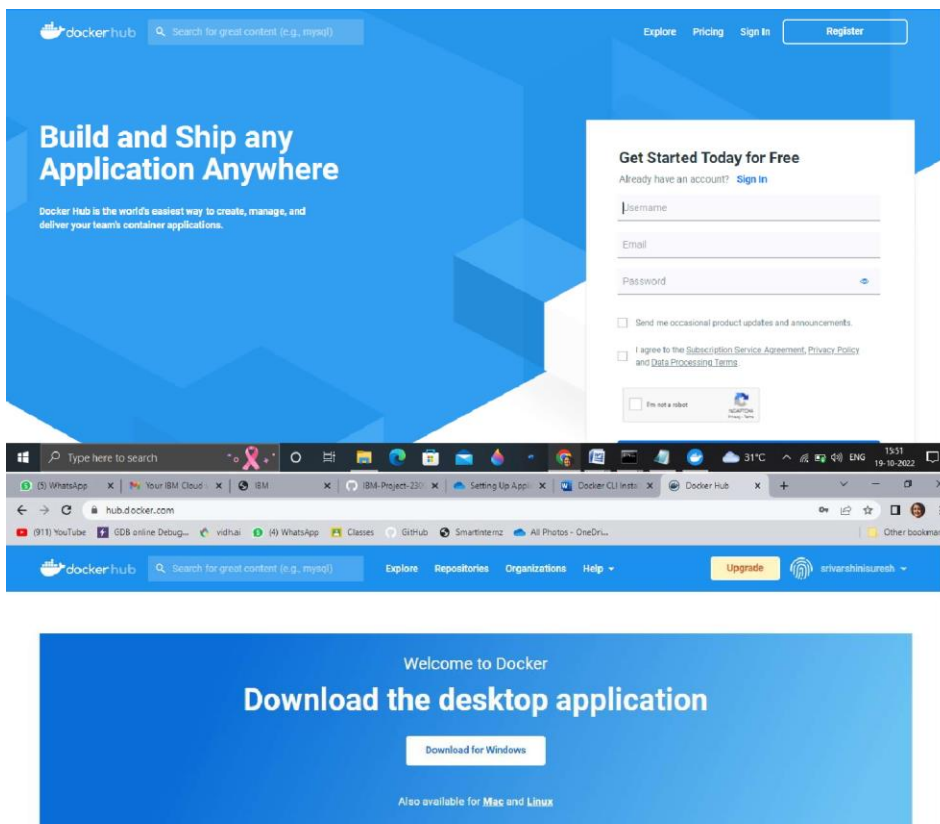 dockerhub
Search for great content (e.g., mysql)
Explore Pricing Sign In Register
Build and Ship any
Application Anywhere
Docker Hub is the world's easiest way to create, manage, and
deliver your team's container applications.
Get Started Today for Free
Already have an account? Sign In
Username
Email
Password
Send me occasional product updates and announcements.
I agree to the Subscription Service Agreement, Privacy Policy
and Data Processing Terms.
I'm not a robot
reCAPTCHA
Privacy - Terms
Type here to search
31°C
ENG
15:51
19-10-2022
(5) WhatsApp
Your IBM Cloud
IBM
IBM-Project-230
Setting Up Appli
Docker CLI Insta
Docker Hub
hub.docker.com
(911) YouTube
GDB online Debug...
vidhai
(4) WhatsApp
Classes
GitHub
Smartinternz
All Photos - OneDri...
Other bookmar
dockerhub
Search for great content (e.g., mysql)
Explore Repositories Organizations Help
Upgrade
srivarshinisuresh
Welcome to Docker
Download the desktop application
Download for Windows
Also available for Mac and Linux